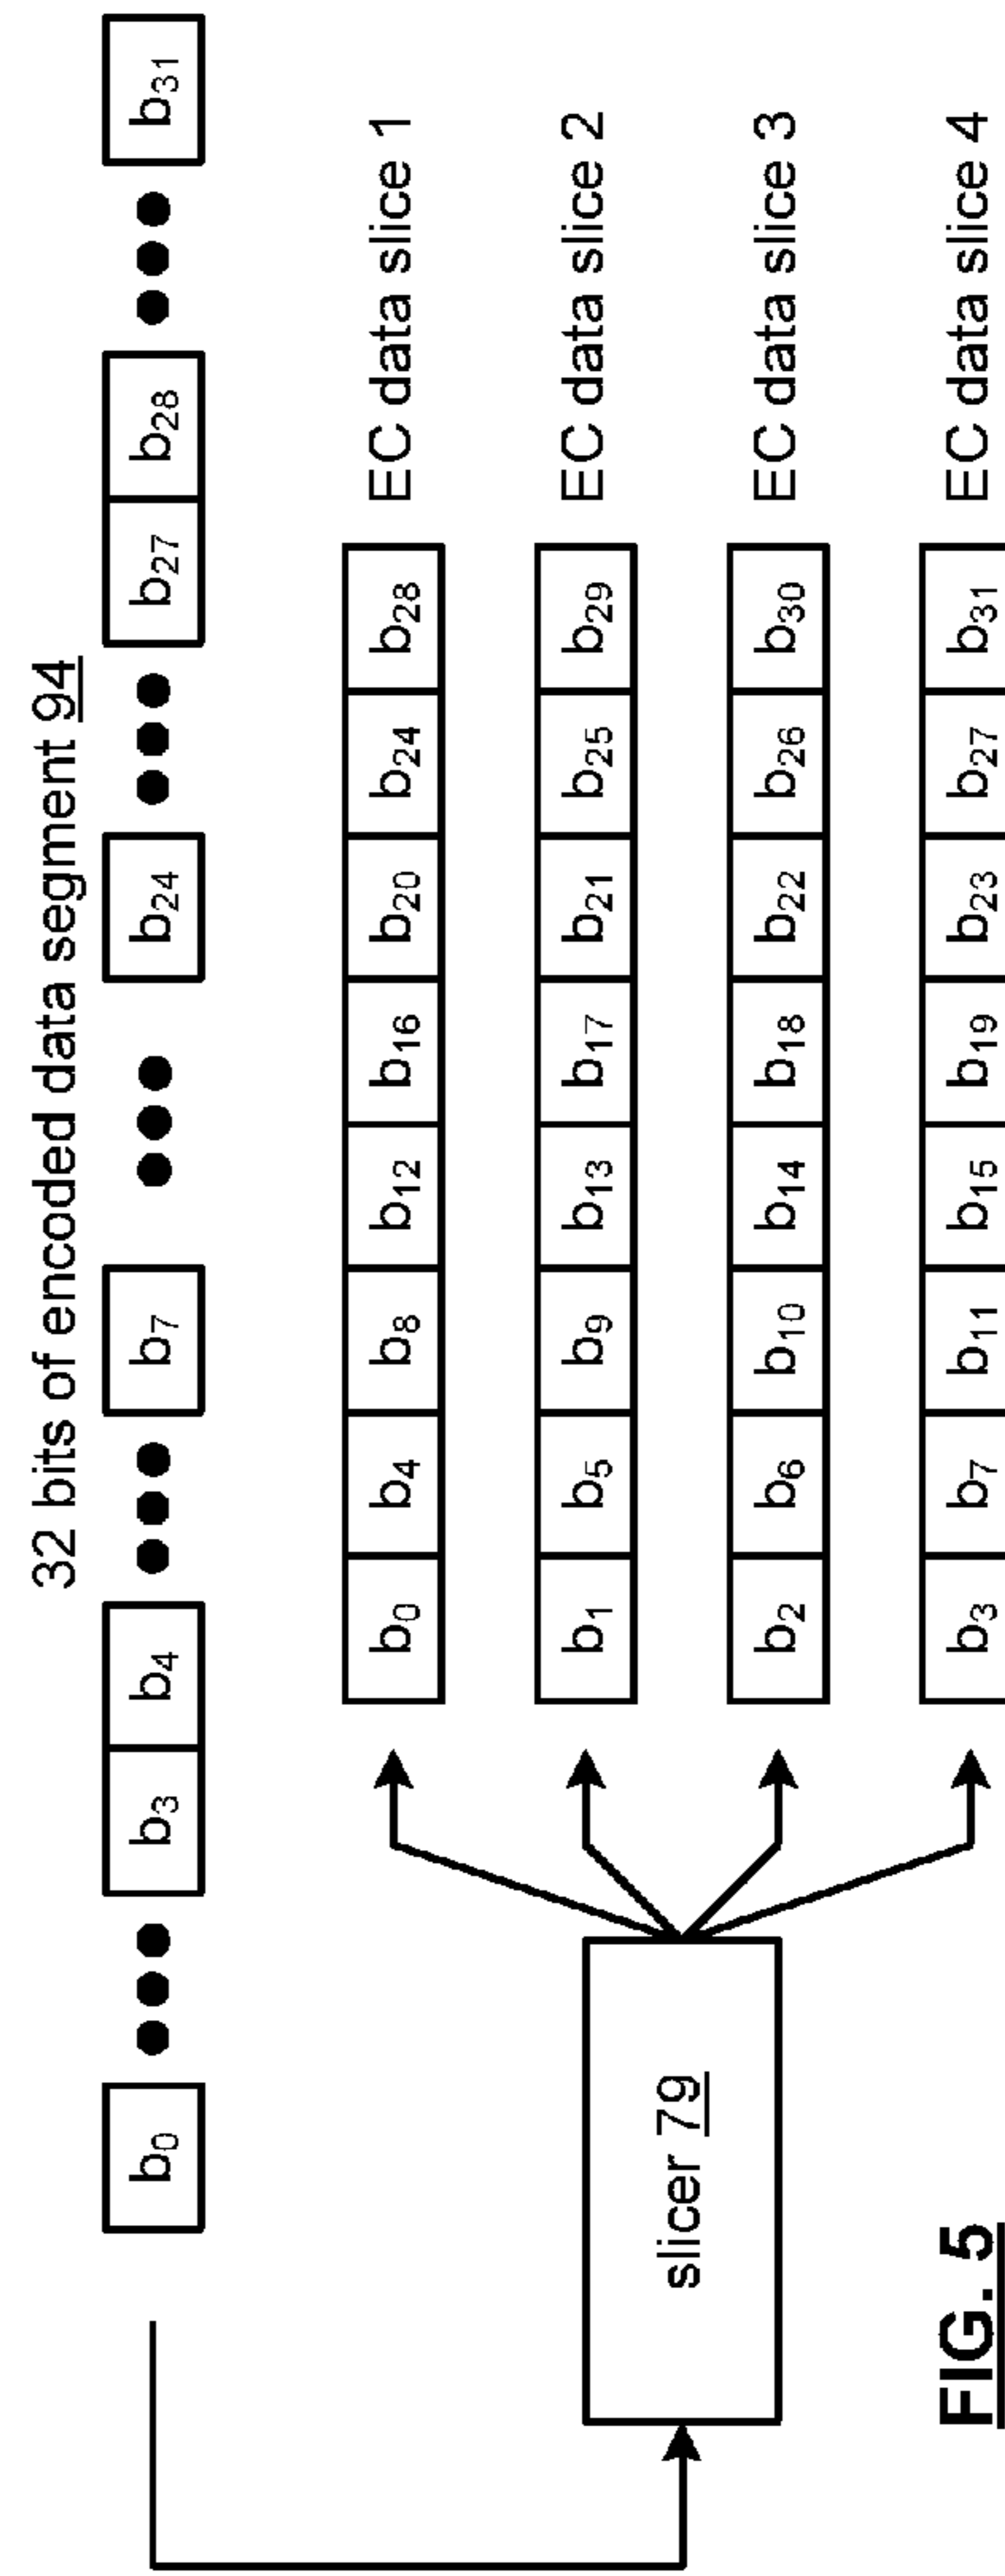 32 bits of encoded data segment 94
b0 b3 b4 b7 b24 b27 b28 b31
b0 b4 b8 b12 b16 b20 b24 b28 EC data slice 1
b1 b5 b9 b13 b17 b21 b25 b29 EC data slice 2
slicer 79
b2 b6 b10 b14 b18 b22 b26 b30 EC data slice 3
b3 b7 b11 b15 b19 b23 b27 b31 EC data slice 4
FIG. 5